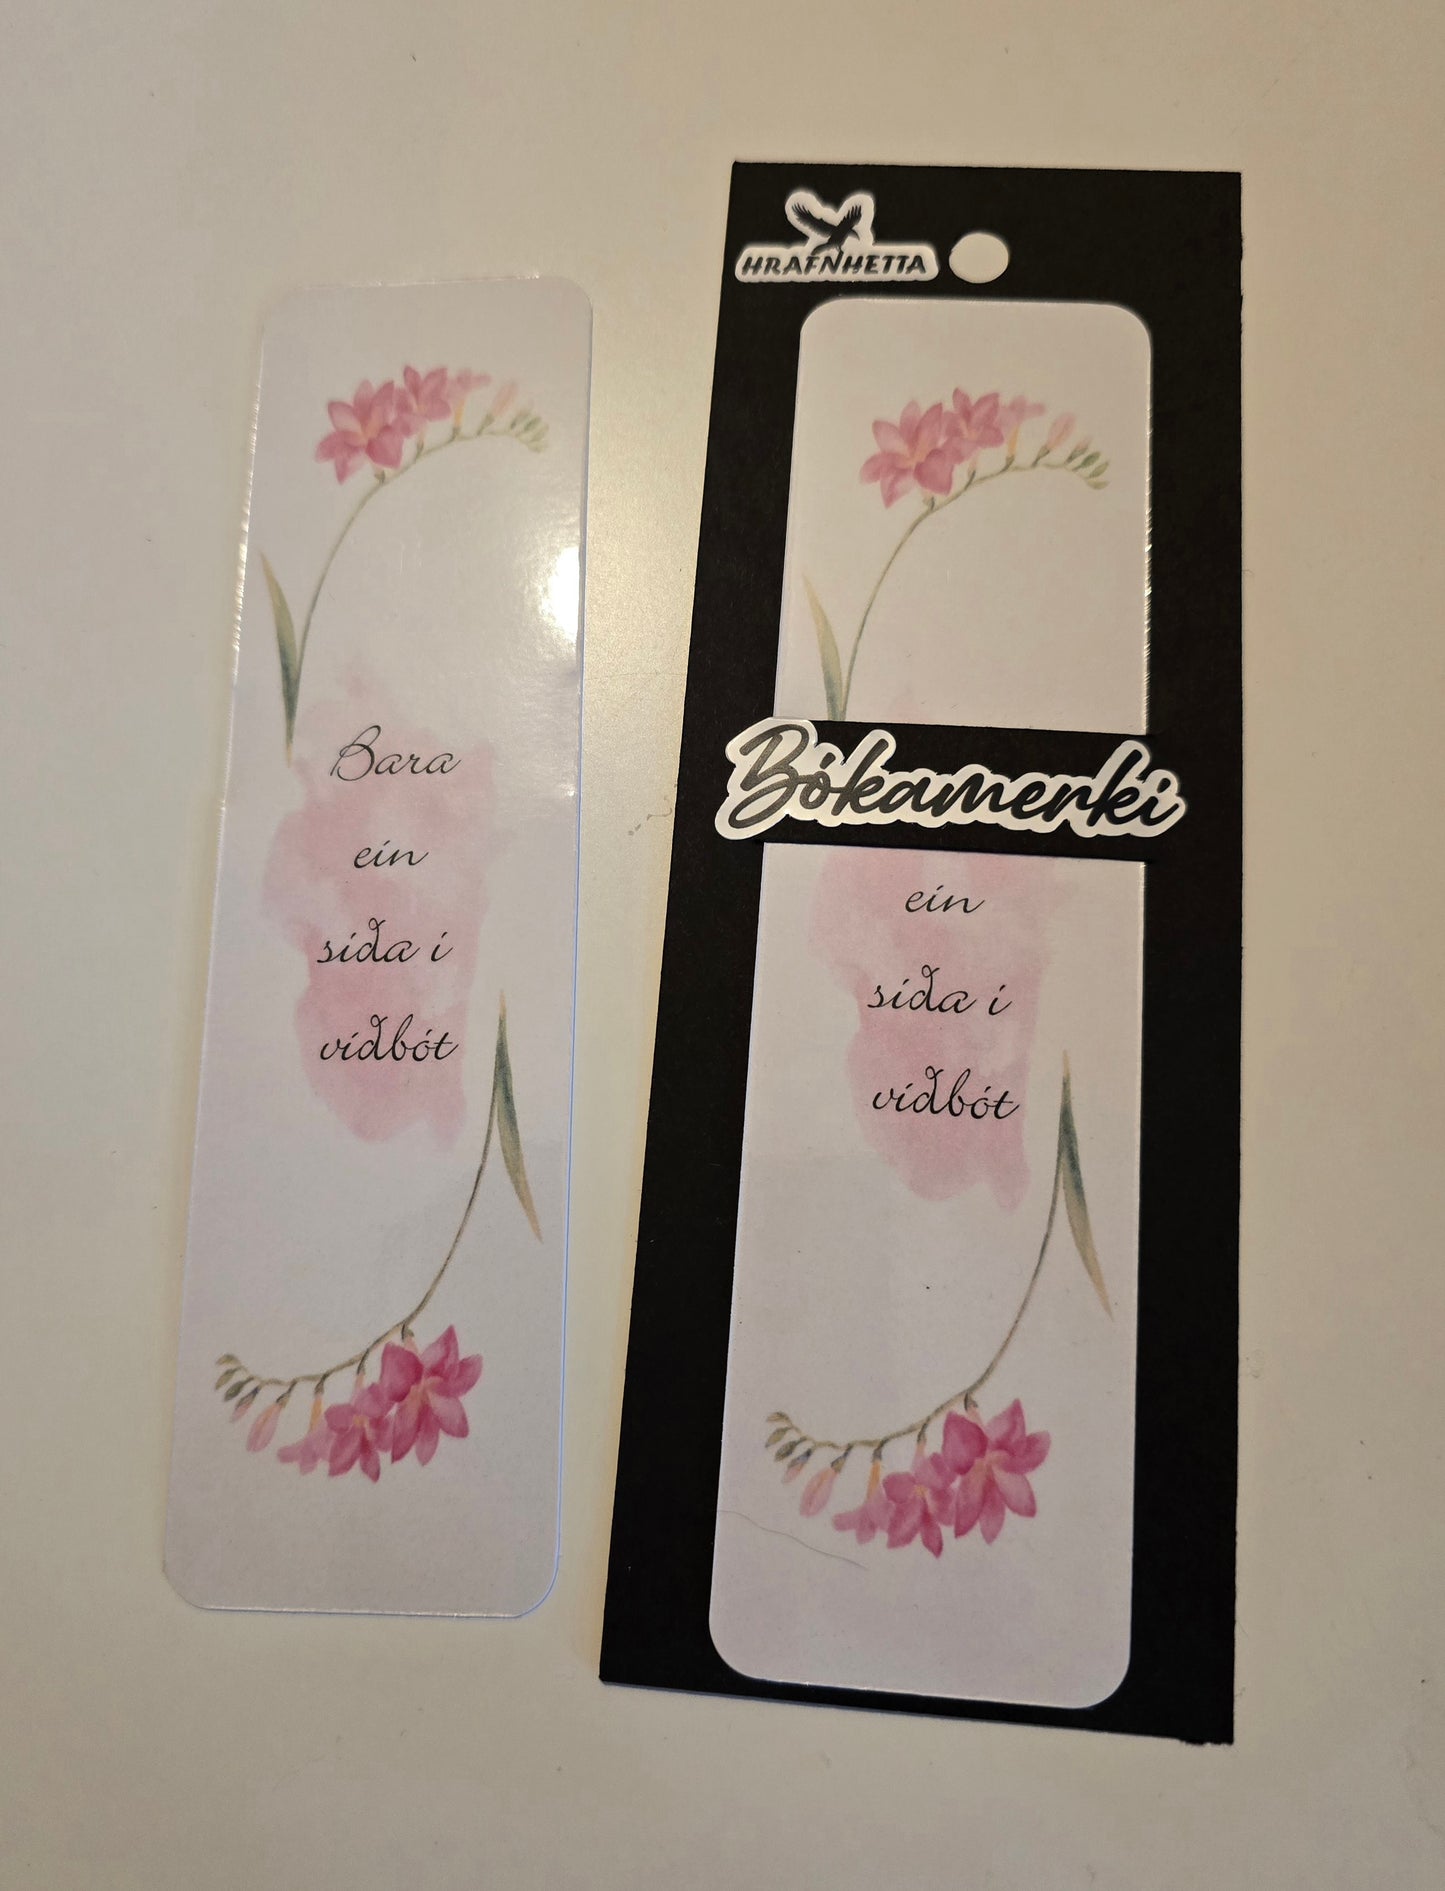 Bara
ein
síða í
viðbót
HRAFNHETTA
Bókamerki
ein
síða í
viðbót